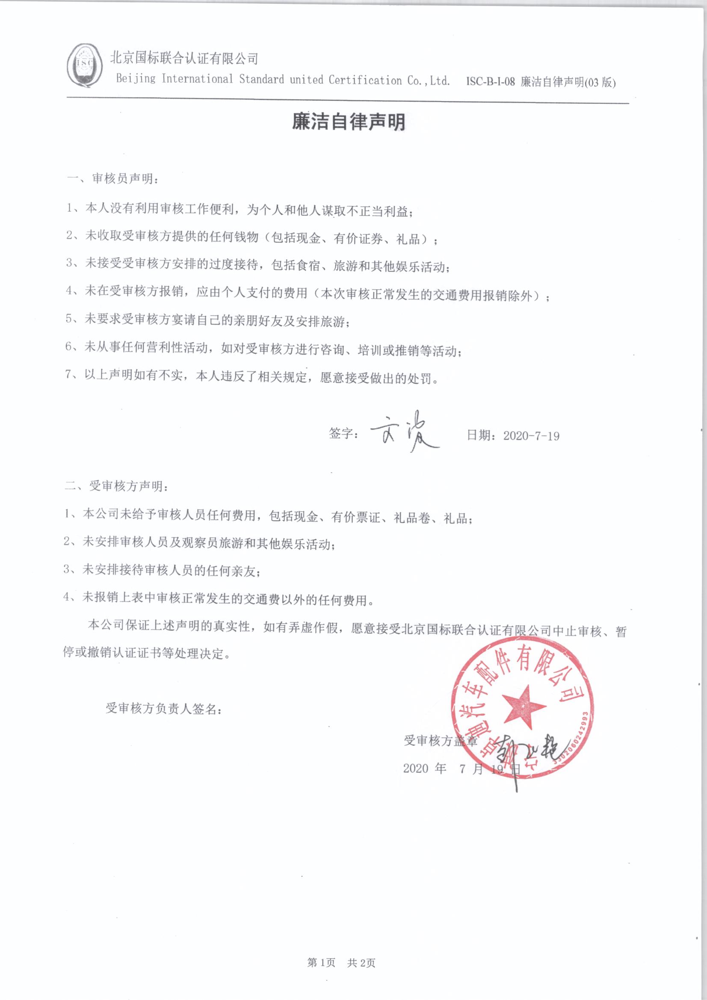 ISC
北京国标联合认证有限公司
Beijing International Standard united Certification Co.,Ltd. ISC-B-I-08 廉洁自律声明(03 版)
廉洁自律声明
一、审核员声明：
1、本人没有利用审核工作便利，为个人和他人谋取不正当利益；
2、未收取受审核方提供的任何钱物（包括现金、有价证券、礼品）；
3、未接受受审核方安排的过度接待，包括食宿、旅游和其他娱乐活动；
4、未在受审核方报销，应由个人支付的费用（本次审核正常发生的交通费用报销除外）；
5、未要求受审核方宴请自己的亲朋好友及安排旅游；
6、未从事任何营利性活动，如对受审核方进行咨询、培训或推销等活动；
7、以上声明如有不实，本人违反了相关规定，愿意接受做出的处罚。
签字： 文波 日期：2020-7-19
二、受审核方声明：
1、本公司未给予审核人员任何费用，包括现金、有价票证、礼品卷、礼品；
2、未安排审核人员及观察员旅游和其他娱乐活动；
3、未安排接待审核人员的任何亲友；
4、未报销上表中审核正常发生的交通费以外的任何费用。
本公司保证上述声明的真实性，如有弄虚作假，愿意接受北京国标联合认证有限公司中止审核、暂
停或撤销认证证书等处理决定。
受审核方负责人签名：
汽车配件有限公司
3302060242993
受审核方盖章
2020 年 7 月 19 日
第 1页 共 2页